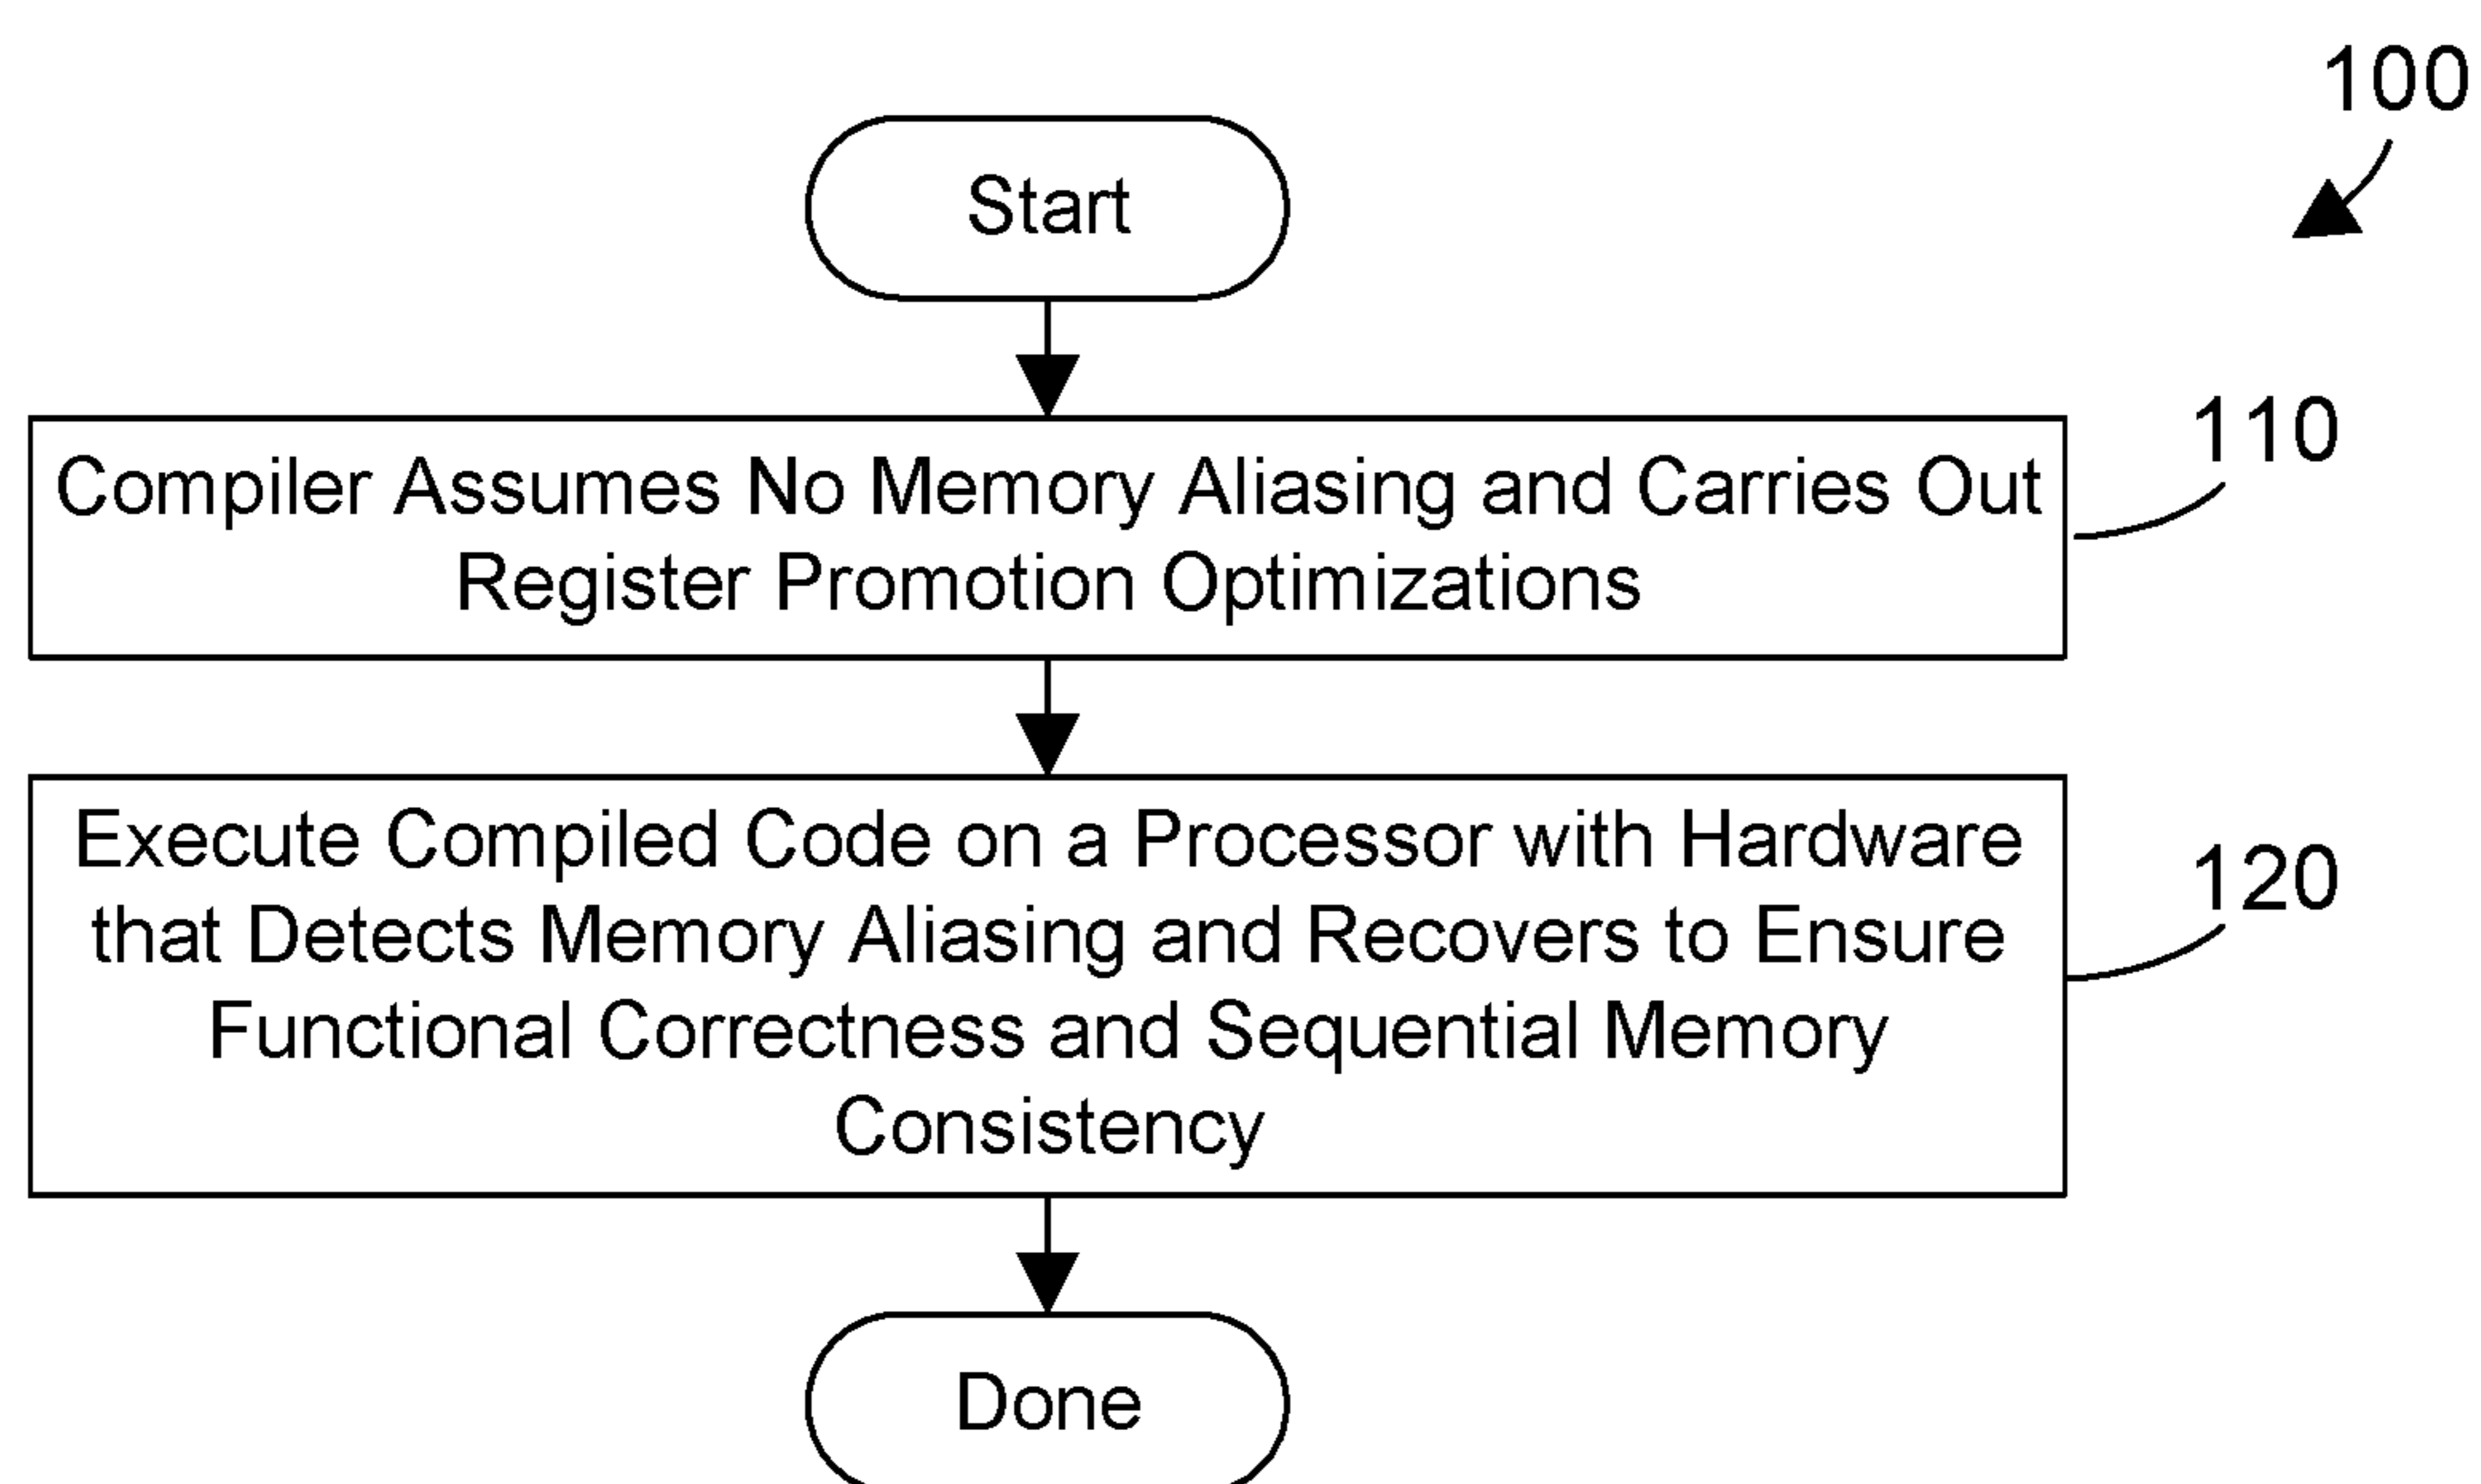 100
Start
110
Compiler Assumes No Memory Aliasing and Carries Out
Register Promotion Optimizations
120
Execute Compiled Code on a Processor with Hardware
that Detects Memory Aliasing and Recovers to Ensure
Functional Correctness and Sequential Memory
Consistency
Done